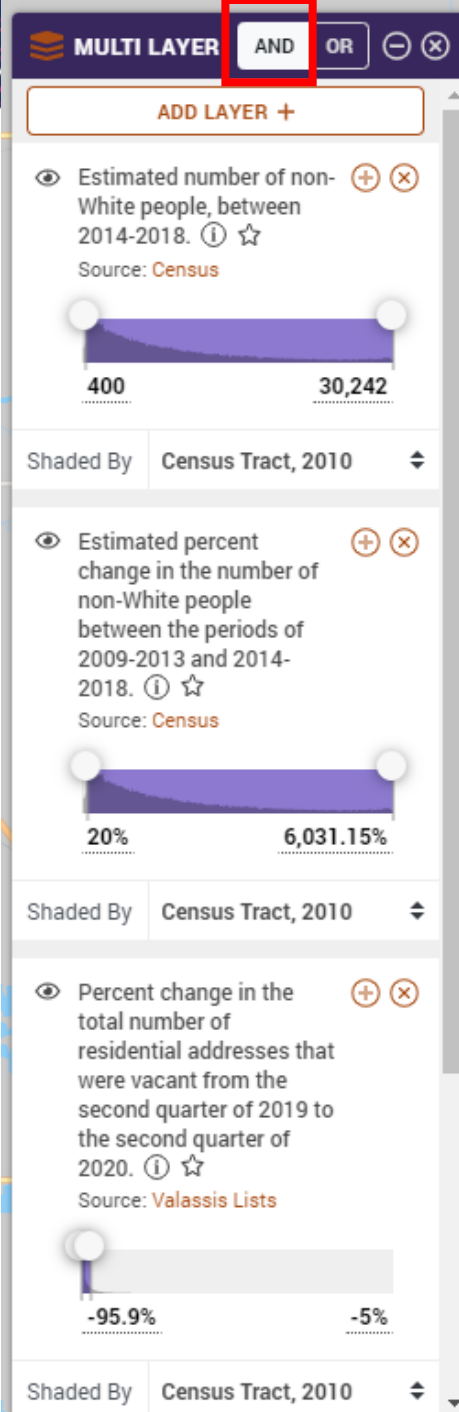 MULTI LAYER AND OR
ADD LAYER +
Estimated number of non-
White people, between
2014-2018.
Source: Census
400 30,242
Shaded By Census Tract, 2010
Estimated percent
change in the number of
non-White people
between the periods of
2009-2013 and 2014-
2018.
Source: Census
20% 6,031.15%
Shaded By Census Tract, 2010
Percent change in the
total number of
residential addresses that
were vacant from the
second quarter of 2019 to
the second quarter of
2020.
Source: Valassis Lists
-95.9% -5%
Shaded By Census Tract, 2010